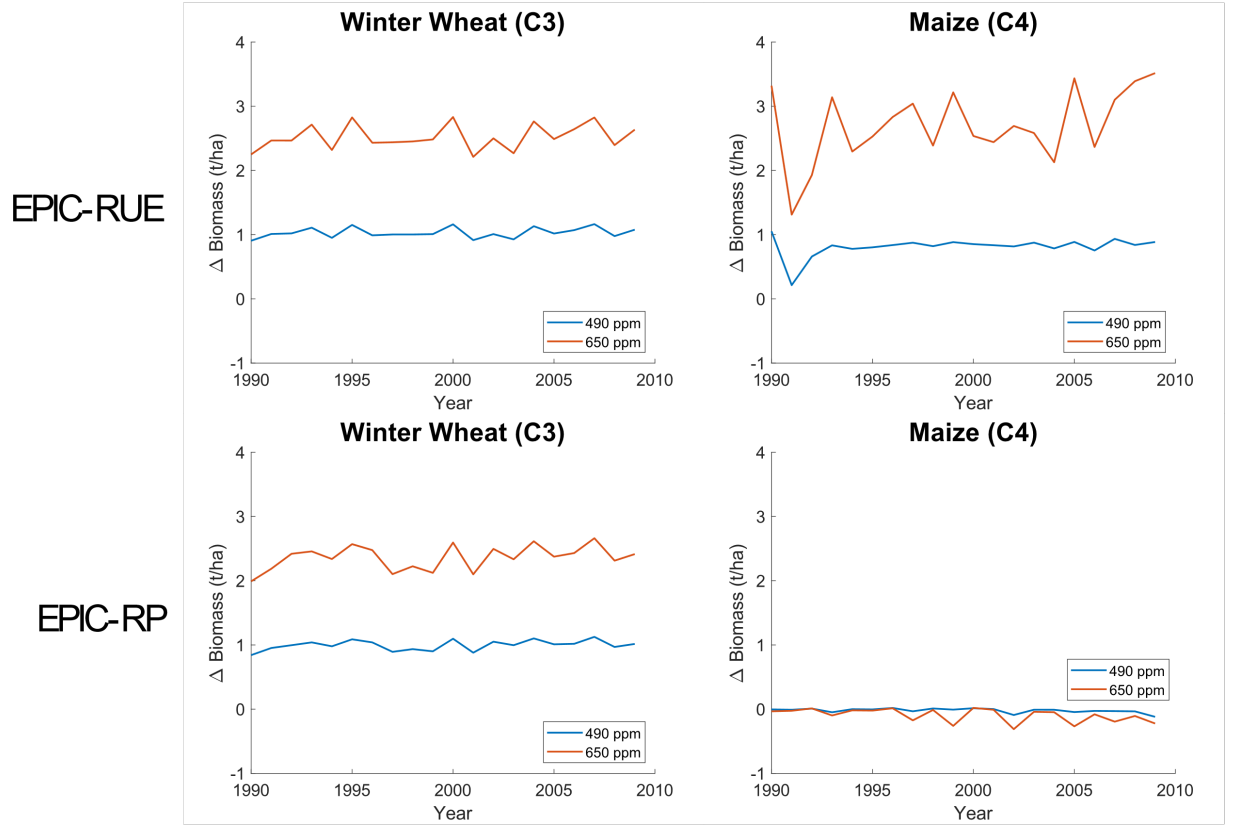 Winter Wheat (C3)
Maize (C4)
EPIC-RUE
4
3
2
1
0
-1
Δ Biomass (t/ha)
490 ppm
650 ppm
1990 1995 2000 2005 2010
Year
4
3
2
1
0
-1
Δ Biomass (t/ha)
490 ppm
650 ppm
1990 1995 2000 2005 2010
Year
Winter Wheat (C3)
Maize (C4)
EPIC-RP
4
3
2
1
0
-1
Δ Biomass (t/ha)
490 ppm
650 ppm
1990 1995 2000 2005 2010
Year
4
3
2
1
0
-1
Δ Biomass (t/ha)
490 ppm
650 ppm
1990 1995 2000 2005 2010
Year